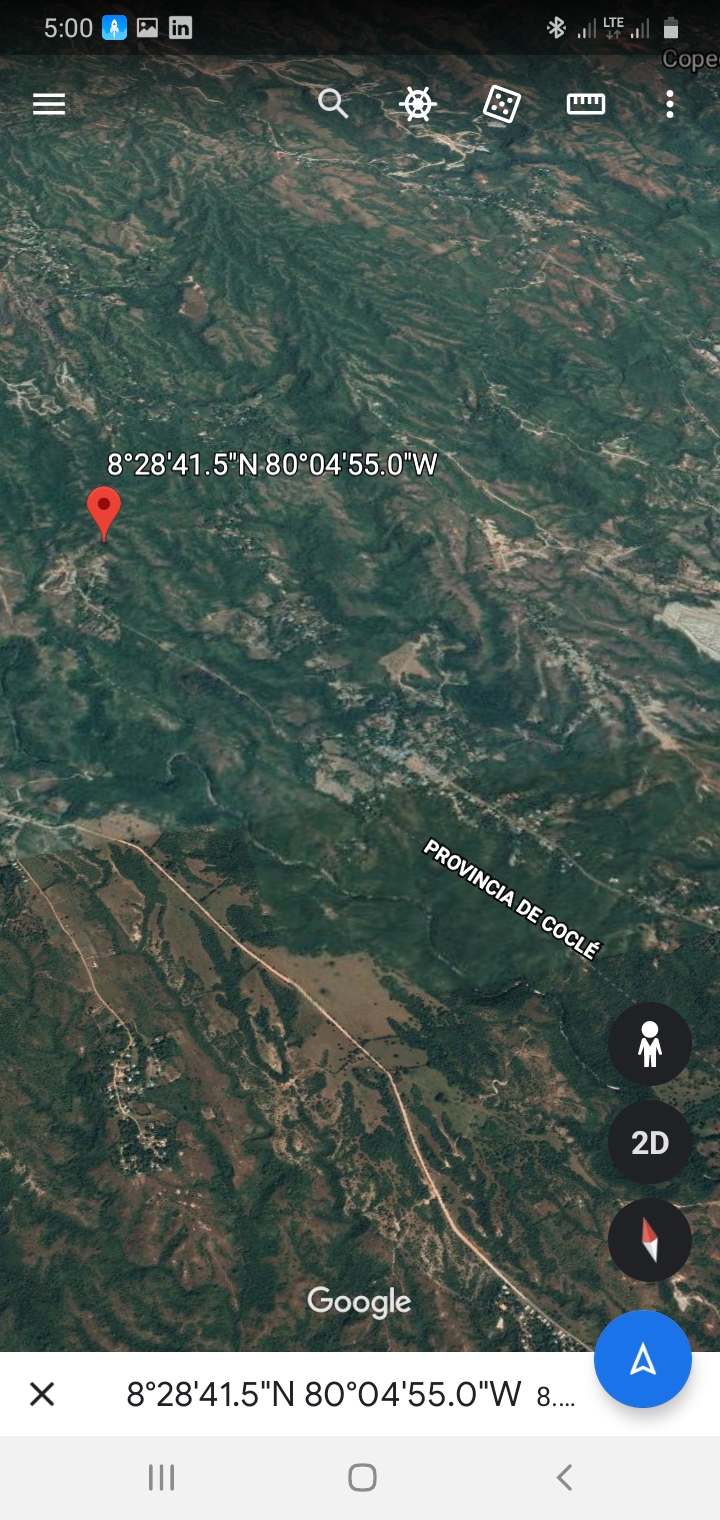 5:00 LTE
Cope
8°28'41.5"N 80°04'55.0"W
PROVINCIA DE COCLÉ
2D
Google
8°28'41.5"N 80°04'55.0"W 8....